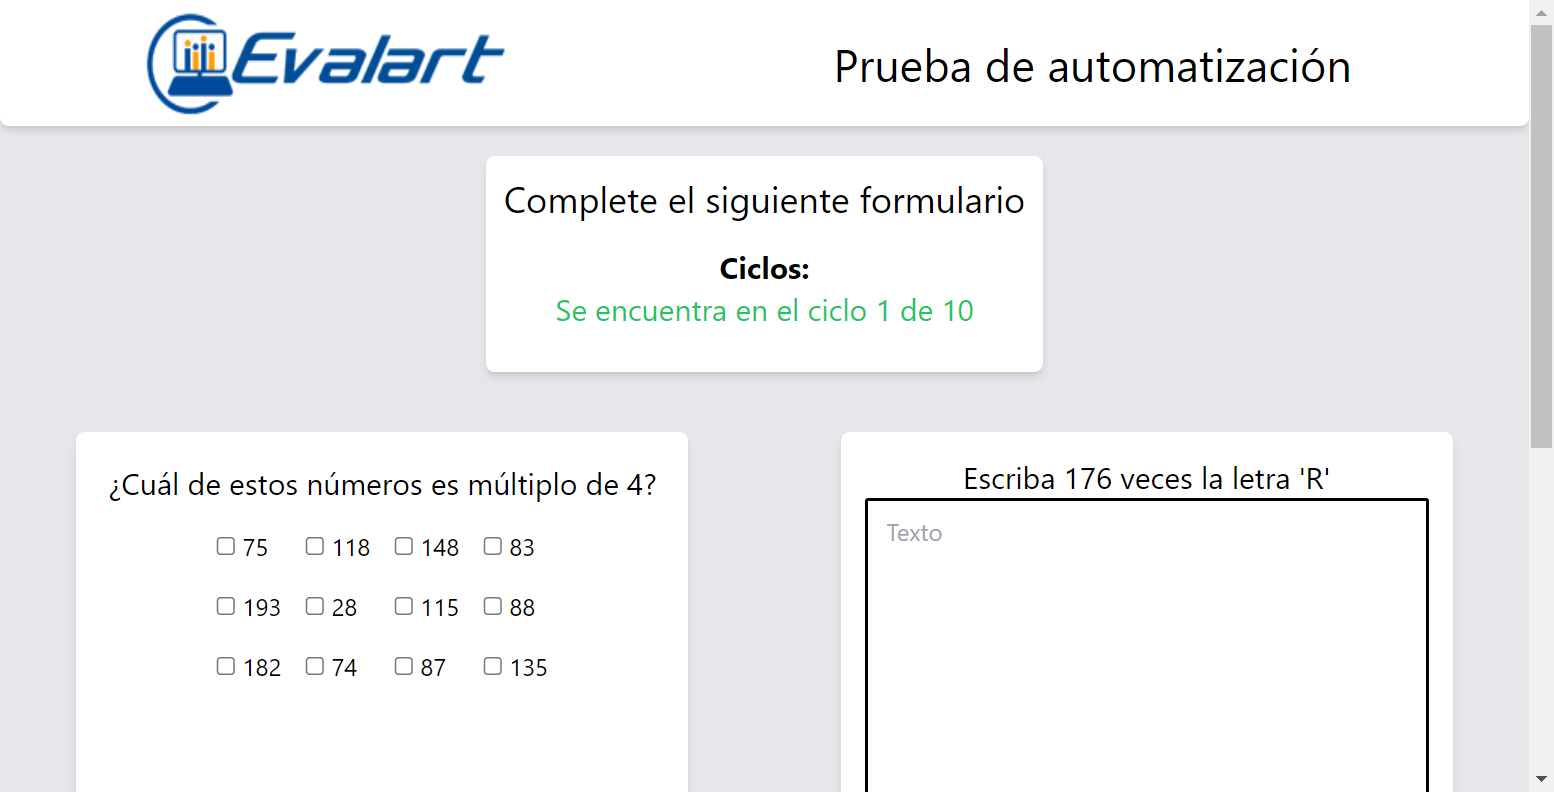 Evalart
Prueba de automatización
Complete el siguiente formulario
Ciclos:
Se encuentra en el ciclo 1 de 10
¿Cuál de estos números es múltiplo de 4?
75 118 148 83
193 28 115 88
182 74 87 135
Escriba 176 veces la letra 'R'
Texto